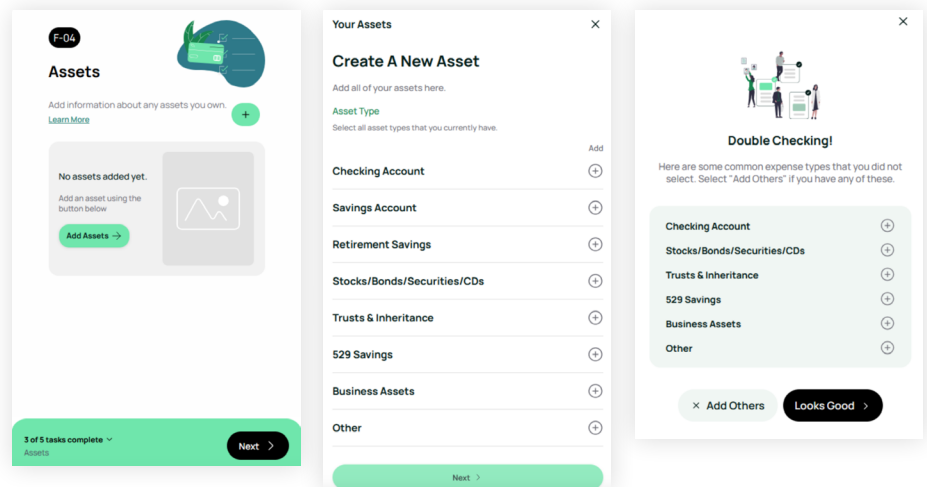 F-04
Assets
Add information about any assets you own.
Learn More
+
No assets added yet.
Add an asset using the
button below
Add Assets →
3 of 5 tasks complete
Assets
Next >
Your Assets
Create A New Asset
Add all of your assets here.
Asset Type
Select all asset types that you currently have.
Add
Checking Account
Savings Account
Retirement Savings
Stocks/Bonds/Securities/CDs
Trusts & Inheritance
529 Savings
Business Assets
Other
Next >
Double Checking!
Here are some common expense types that you did not
select. Select "Add Others" if you have any of these.
Checking Account
Stocks/Bonds/Securities/CDs
Trusts & Inheritance
529 Savings
Business Assets
Other
× Add Others
Looks Good >